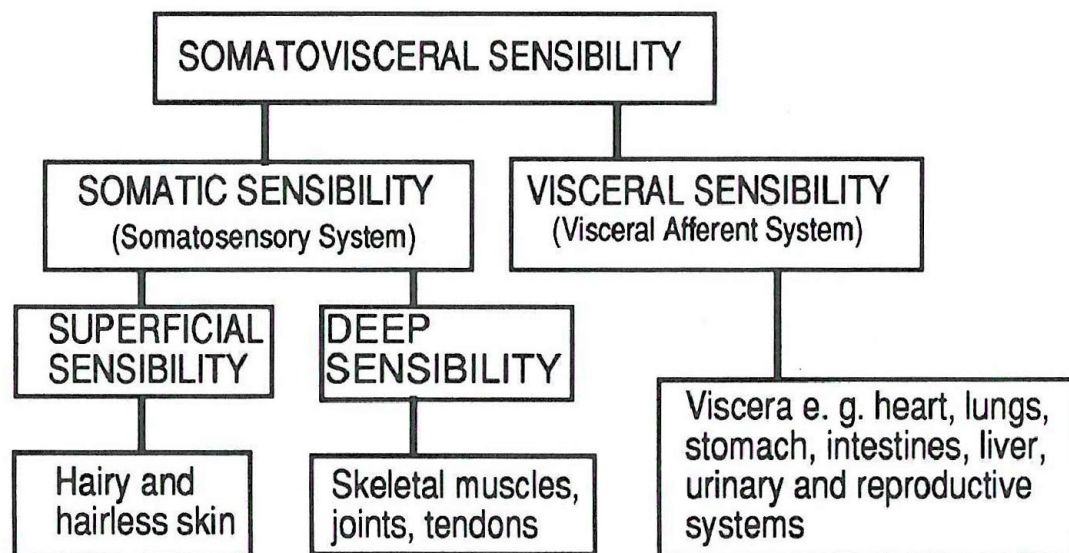 SOMATOVISCERAL SENSIBILITY
SOMATIC SENSIBILITY
(Somatosensory System)
VISCERAL SENSIBILITY
(Visceral Afferent System)
SUPERFICIAL
SENSIBILITY
DEEP
SENSIBILITY
Hairy and
hairless skin
Skeletal muscles,
joints, tendons
Viscera e. g. heart, lungs,
stomach, intestines, liver,
urinary and reproductive
systems